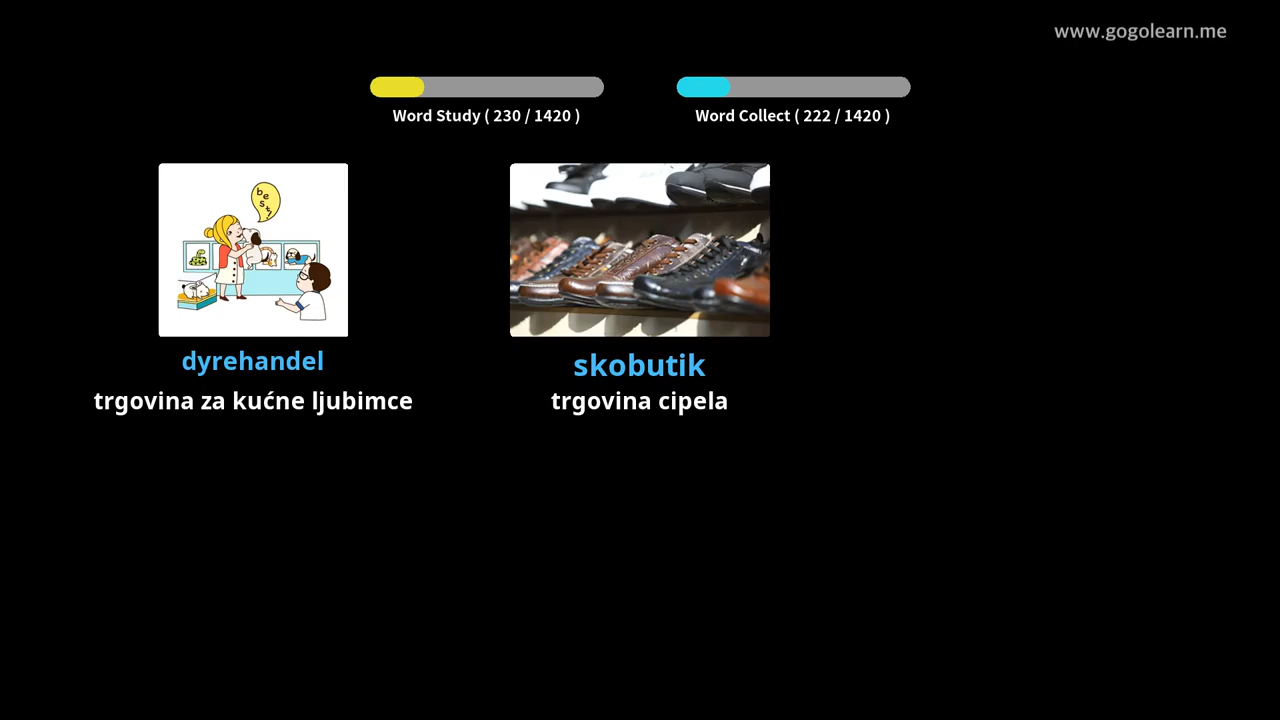 www.gogolearn.me
Word Study ( 230 / 1420 )
Word Collect ( 222 / 1420 )
best
dyrehandel
skobutik
trgovina za kućne ljubimce
trgovina cipela